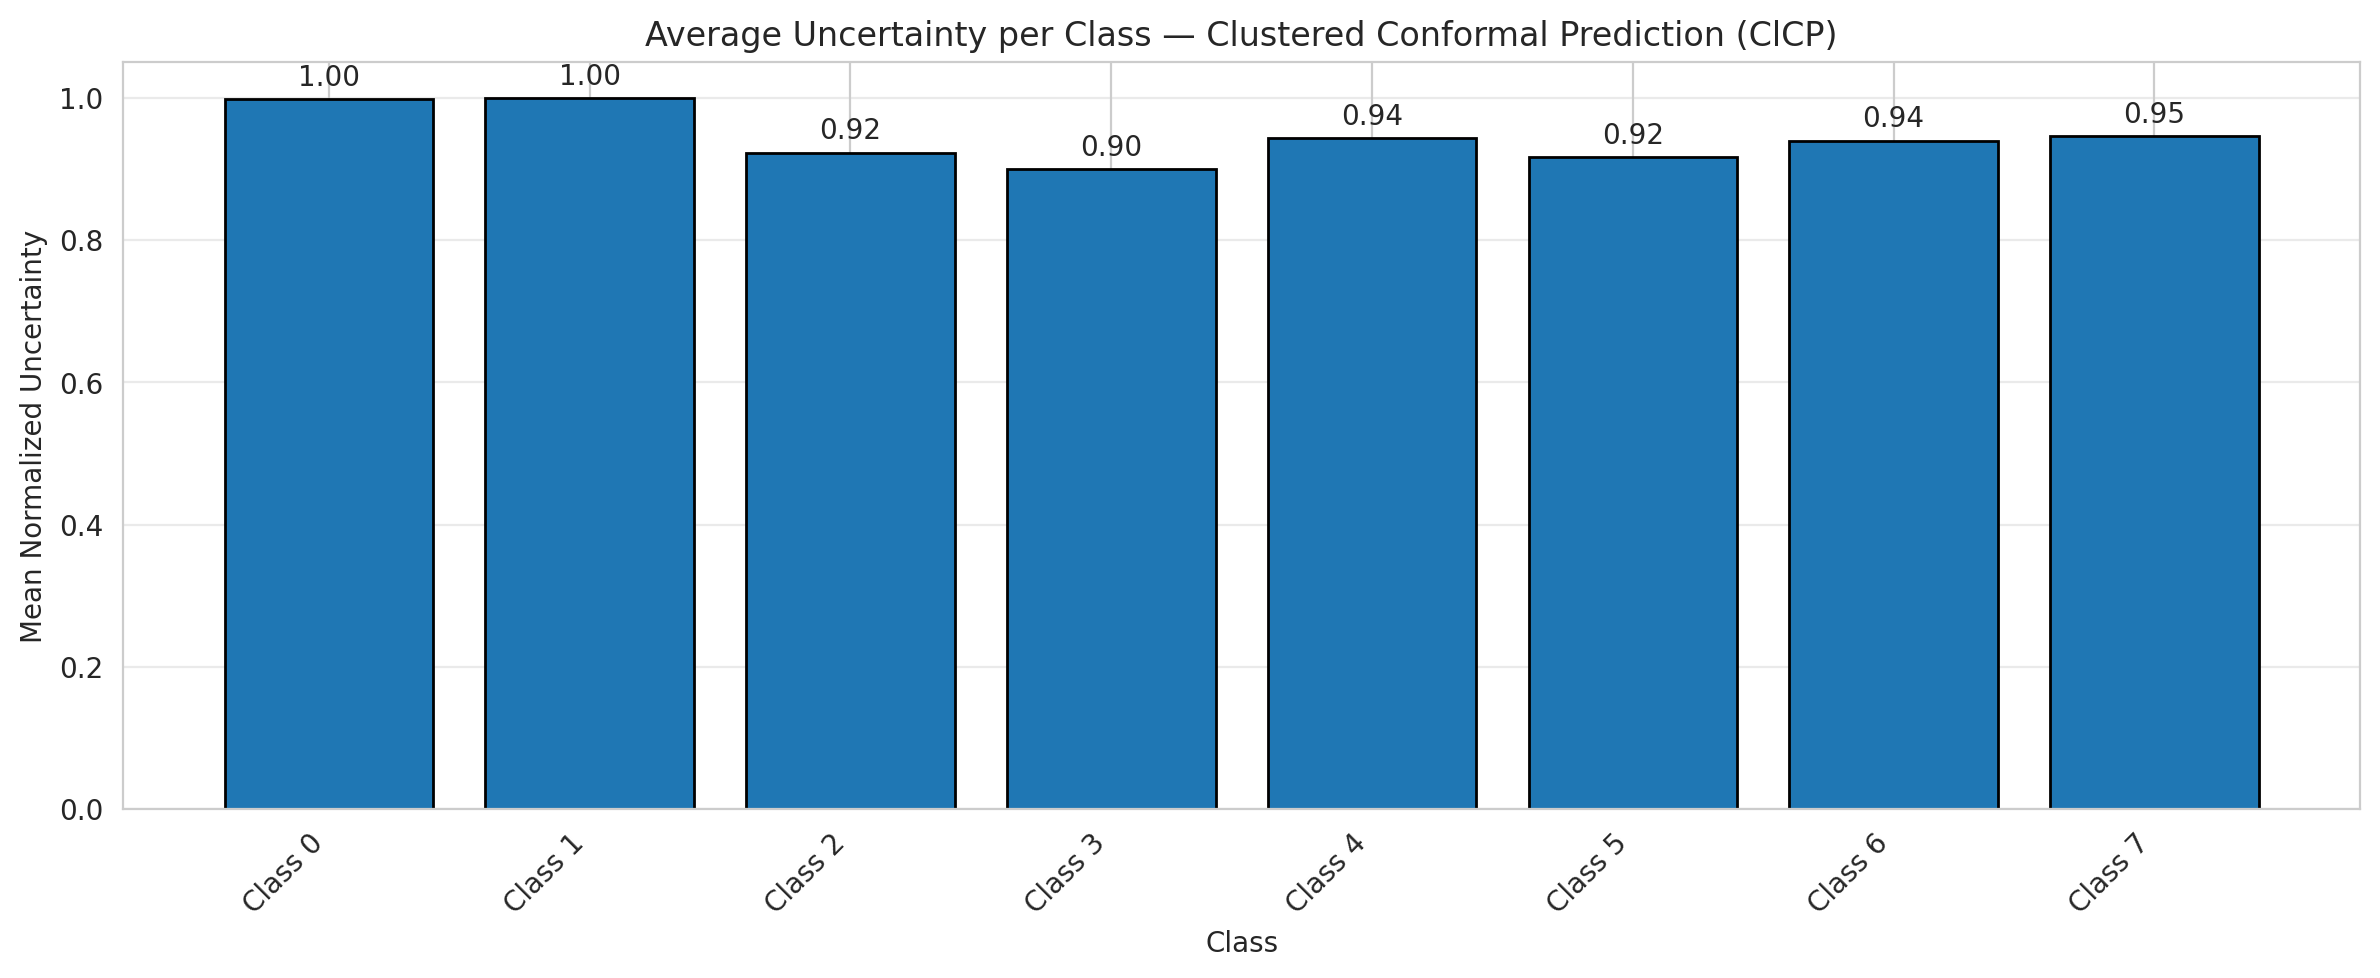 Average Uncertainty per Class — Clustered Conformal Prediction (ClCP)
Mean Normalized Uncertainty
1.0
0.8
0.6
0.4
0.2
0.0
1.00
1.00
0.92
0.90
0.94
0.92
0.94
0.95
Class 0
Class 1
Class 2
Class 3
Class 4
Class 5
Class 6
Class 7
Class